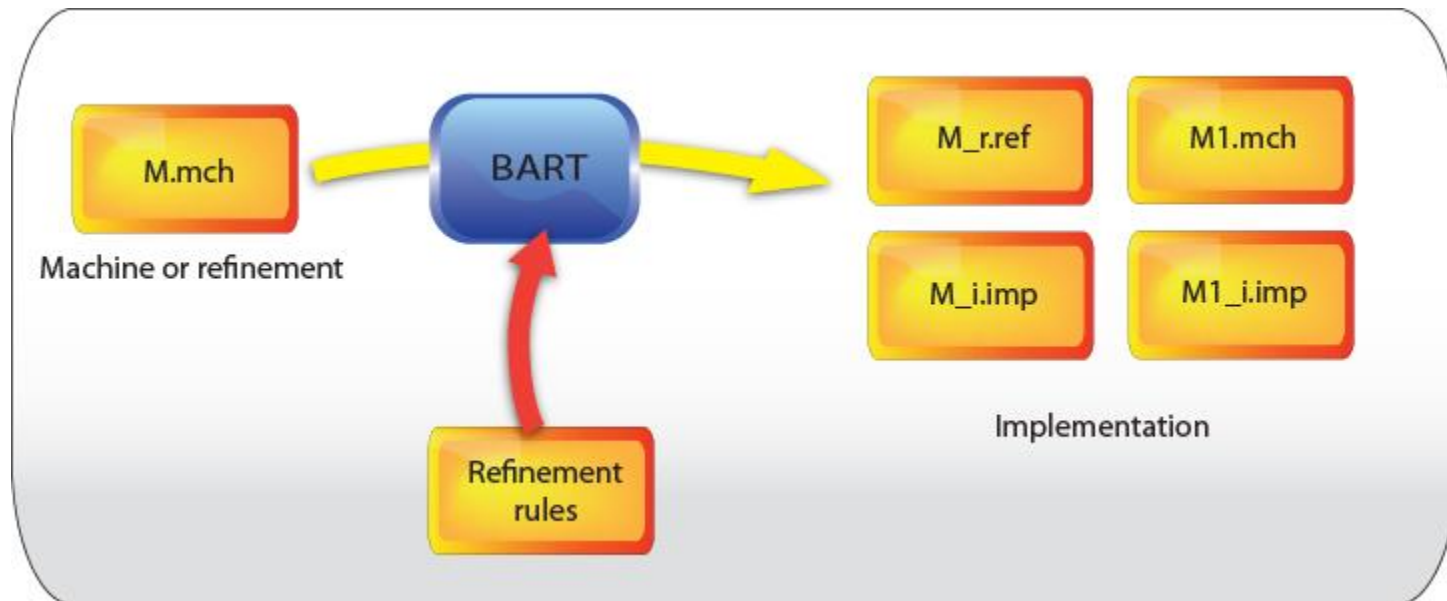 M.mch
Machine or refinement
BART
Refinement
rules
M_r.ref
M1.mch
M_i.imp
M1_i.imp
Implementation